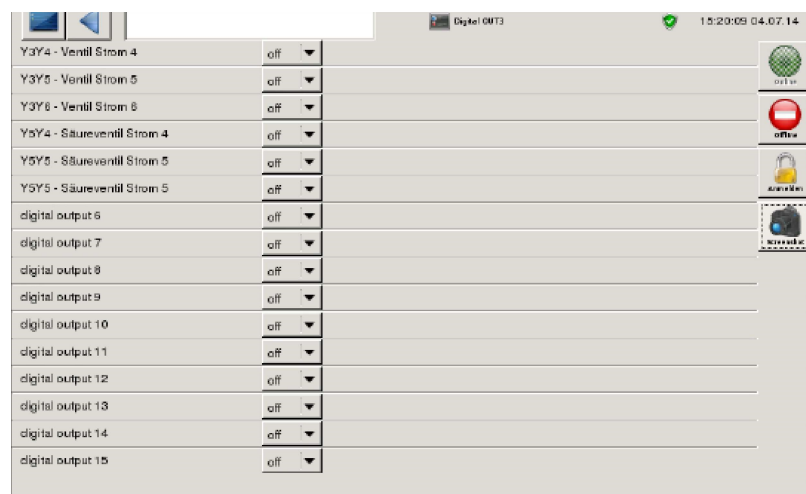 Digital OUT3 15:20:09 04.07.14
Y3Y4 - Ventil Strom 4 off
Y3Y5 - Ventil Strom 5 off
Y3Y6 - Ventil Strom 6 off
Y5Y4 - Säureventil Strom 4 off
Y5Y5 - Säureventil Strom 5 off
Y5Y5 - Säureventil Strom 5 off
digital output 6 off
digital output 7 off
digital output 8 off
digital output 9 off
digital output 10 off
digital output 11 off
digital output 12 off
digital output 13 off
digital output 14 off
digital output 15 off
Online
Offline
Anmelden
Screenshot